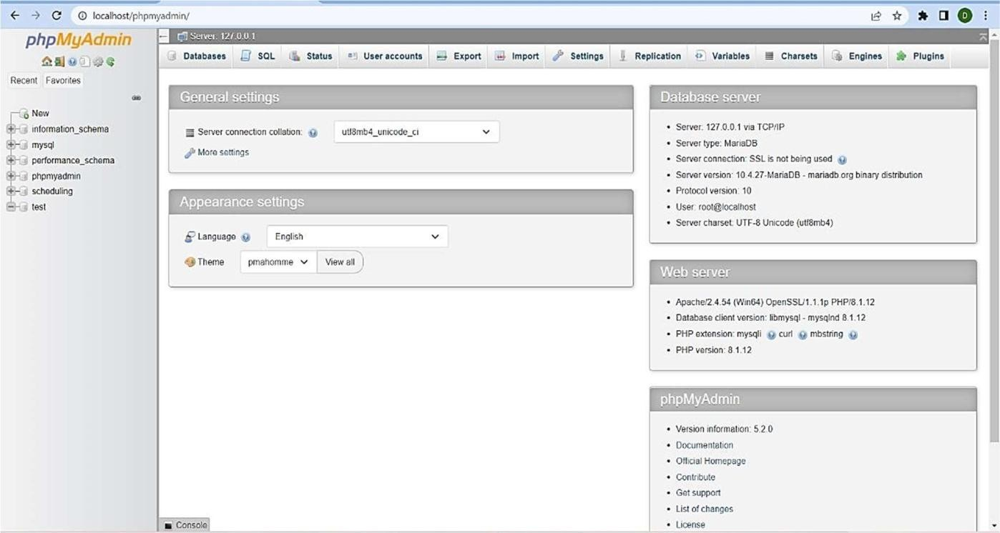 localhost/phpmyadmin/
D
phpMyAdmin
Recent Favorites
New
information_schema
mysql
performance_schema
phpmyadmin
scheduling
test
Server: 127.0.0.1
Databases SQL Status User accounts Export Import Settings Replication Variables Charsets Engines Plugins
General settings
Server connection collation: utf8mb4_unicode_ci
More settings
Appearance settings
Language English
Theme pmahomme View all
Database server
Server: 127.0.0.1 via TCP/IP
Server type: MariaDB
Server connection: SSL is not being used
Server version: 10.4.27-MariaDB - mariadb.org binary distribution
Protocol version: 10
User: root@localhost
Server charset: UTF-8 Unicode (utf8mb4)
Web server
Apache/2.4.54 (Win64) OpenSSL/1.1.1p PHP/8.1.12
Database client version: libmysql - mysqlnd 8.1.12
PHP extension: mysqli curl mbstring
PHP version: 8.1.12
phpMyAdmin
Version information: 5.2.0
Documentation
Official Homepage
Contribute
Get support
List of changes
License
Console